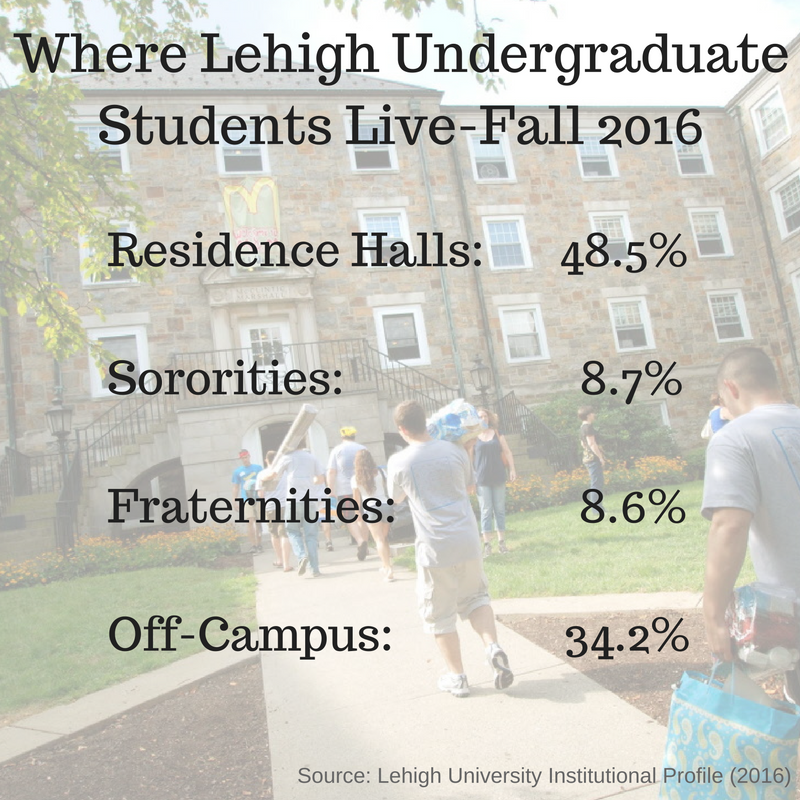 Where Lehigh Undergraduate
Students Live-Fall 2016
Residence Halls: 48.5%
Sororities: 8.7%
Fraternities: 8.6%
Off-Campus: 34.2%
Source: Lehigh University Institutional Profile (2016)